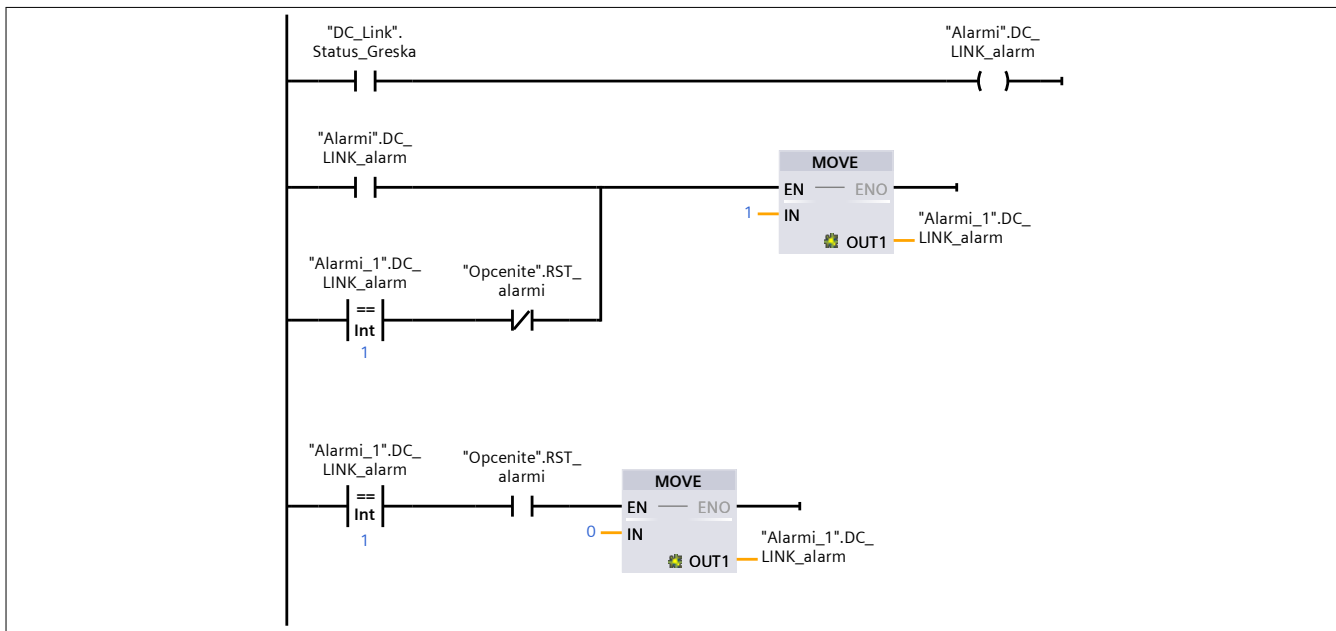 "DC_Link".
Status_Greska
"Alarmi".DC_
LINK_alarm
"Alarmi".DC_
LINK_alarm
MOVE
EN
ENO
1
IN
OUT1
"Alarmi_1".DC_
LINK_alarm
"Alarmi_1".DC_
LINK_alarm
==
Int
1
"Opcenite".RST_
alarmi
"Alarmi_1".DC_
LINK_alarm
==
Int
1
"Opcenite".RST_
alarmi
MOVE
EN
ENO
0
IN
OUT1
"Alarmi_1".DC_
LINK_alarm